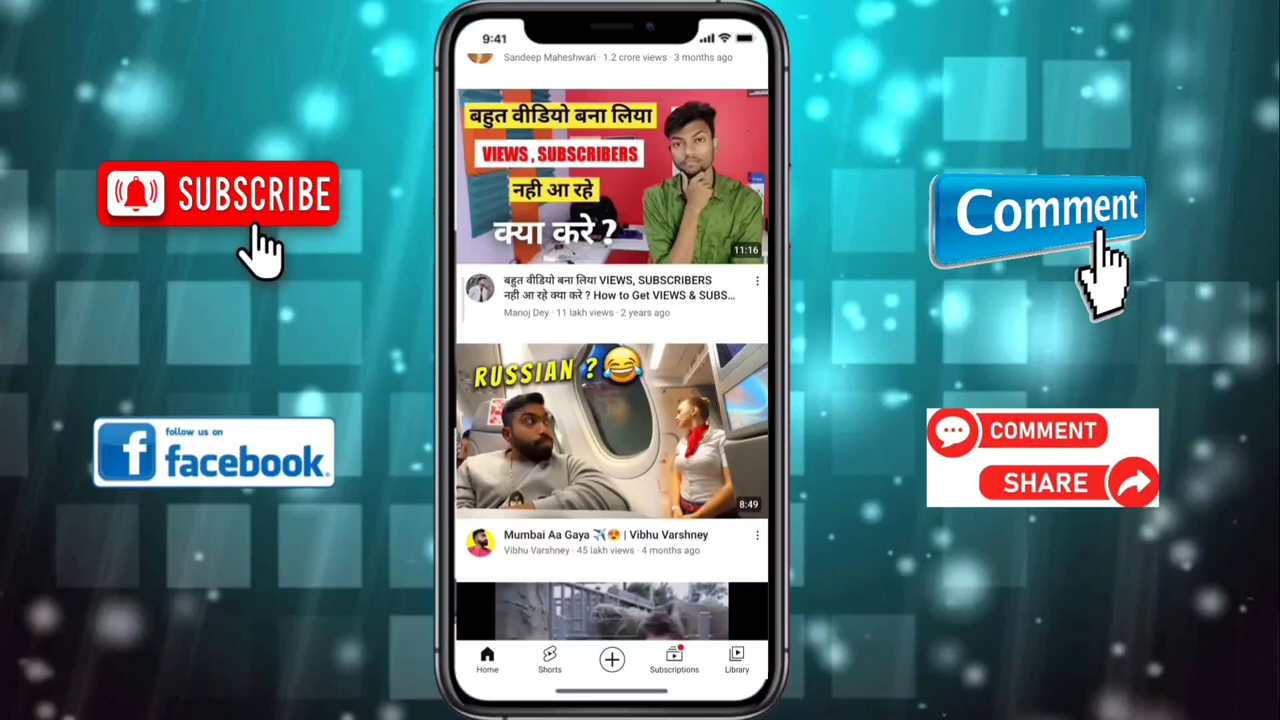 9:41
Sandeep Maheshwari · 1.2 crore views · 3 months ago
बहुत वीडियो बना लिया
VIEWS , SUBSCRIBERS
नही आ रहे
क्या करे ?
11:16
बहुत वीडियो बना लिया VIEWS, SUBSCRIBERS
नही आ रहे क्या करे ? How to Get VIEWS & SUBS...
Manoj Dey · 11 lakh views · 2 years ago
RUSSIAN ?
8:49
Mumbai Aa Gaya ✈️😍 | Vibhu Varshney
Vibhu Varshney · 45 lakh views · 4 months ago
Home
Shorts
Subscriptions
Library
SUBSCRIBE
follow us on
facebook
Comment
COMMENT
SHARE